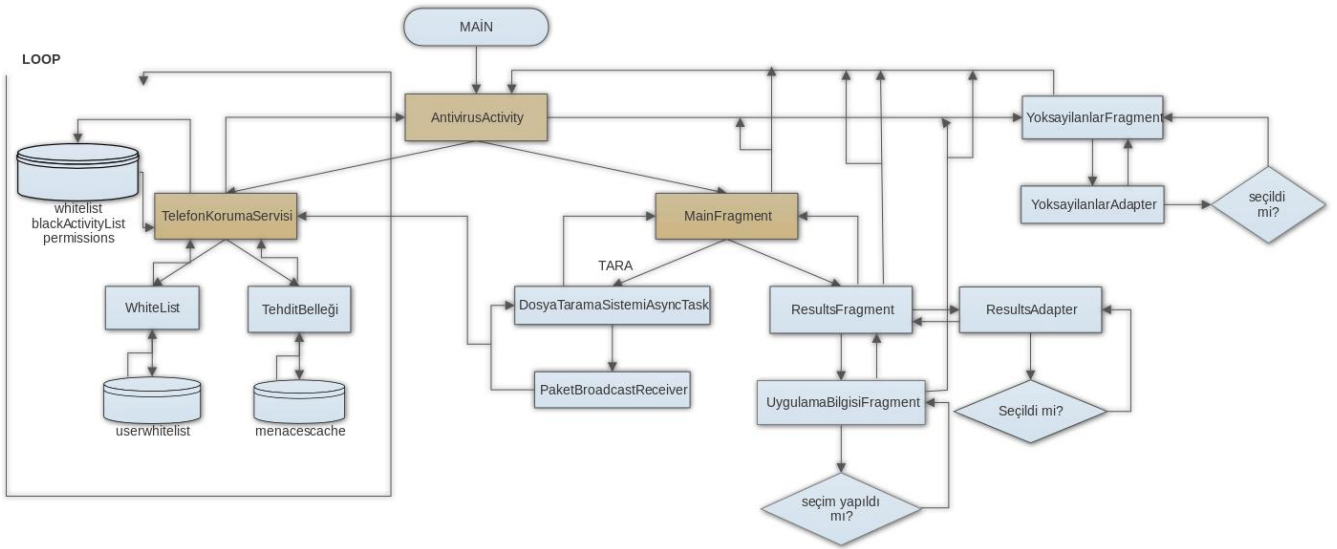 MAİN
LOOP
AntivirusActivity
YoksayilanlarFragment
whitelist
blackActivityList
permissions
TelefonKorumaServisi
MainFragment
YoksayilanlarAdapter
seçildi
mi?
TARA
WhiteList
TehditBelleği
DosyaTaramaSistemiAsyncTask
ResultsFragment
ResultsAdapter
PaketBroadcastReceiver
UygulamaBilgisiFragment
Seçildi mi?
userwhitelist
menacescache
seçim yapıldı
mı?